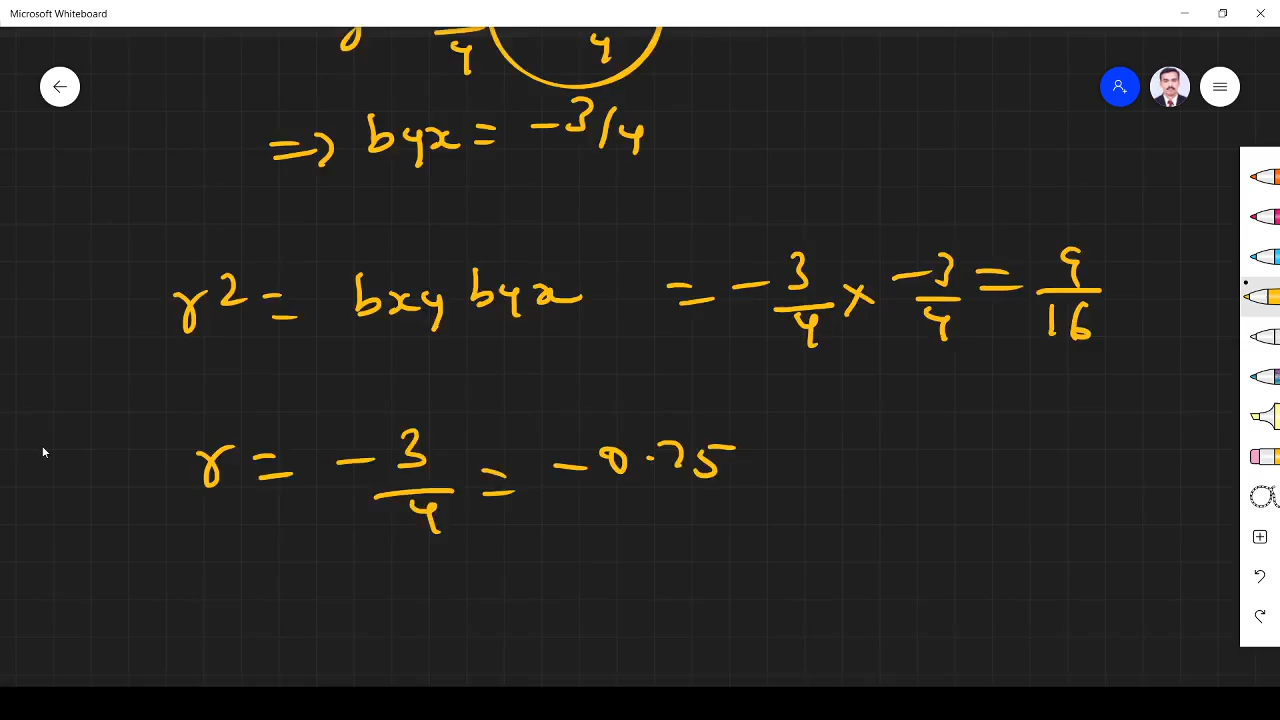 Microsoft Whiteboard
y 4 4
=> byx = -3/4
r2 = bxy byx = -3/4 x -3/4 = 9/16
r = -3/4 = -0.75